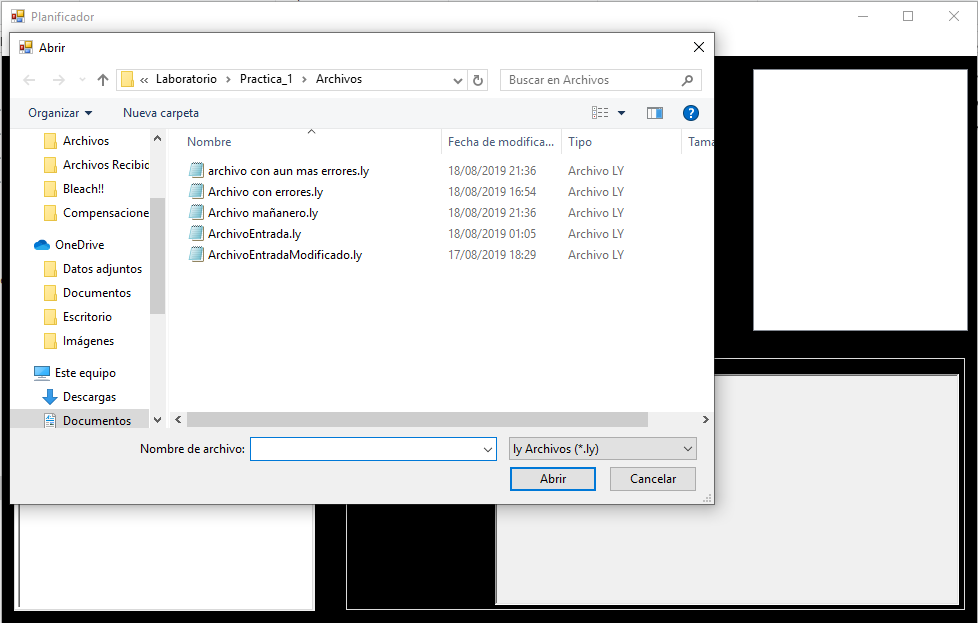 Planificador
Abrir
« Laboratorio > Practica_1 > Archivos
Buscar en Archivos
Organizar
Nueva carpeta
?
Archivos
Archivos Recibid
Bleach!!
Compensacione
OneDrive
Datos adjuntos
Documentos
Escritorio
Imágenes
Este equipo
Descargas
Documentos
Nombre Fecha de modifica... Tipo Tama
archivo con aun mas errores.ly 18/08/2019 21:36 Archivo LY
Archivo con errores.ly 18/08/2019 16:54 Archivo LY
Archivo mañanero.ly 18/08/2019 21:36 Archivo LY
ArchivoEntrada.ly 18/08/2019 01:05 Archivo LY
ArchivoEntradaModificado.ly 17/08/2019 18:29 Archivo LY
Nombre de archivo:
ly Archivos (*.ly)
Abrir
Cancelar